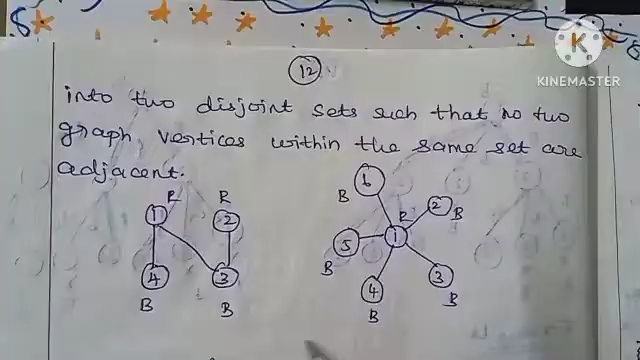 12
into two disjoint sets such that no two
graph vertices within the same set are
adjacent.
R R
1 2
4 3
B B
6
B
2 B
R
5 1
B
4 3
B B
K
KINEMASTER